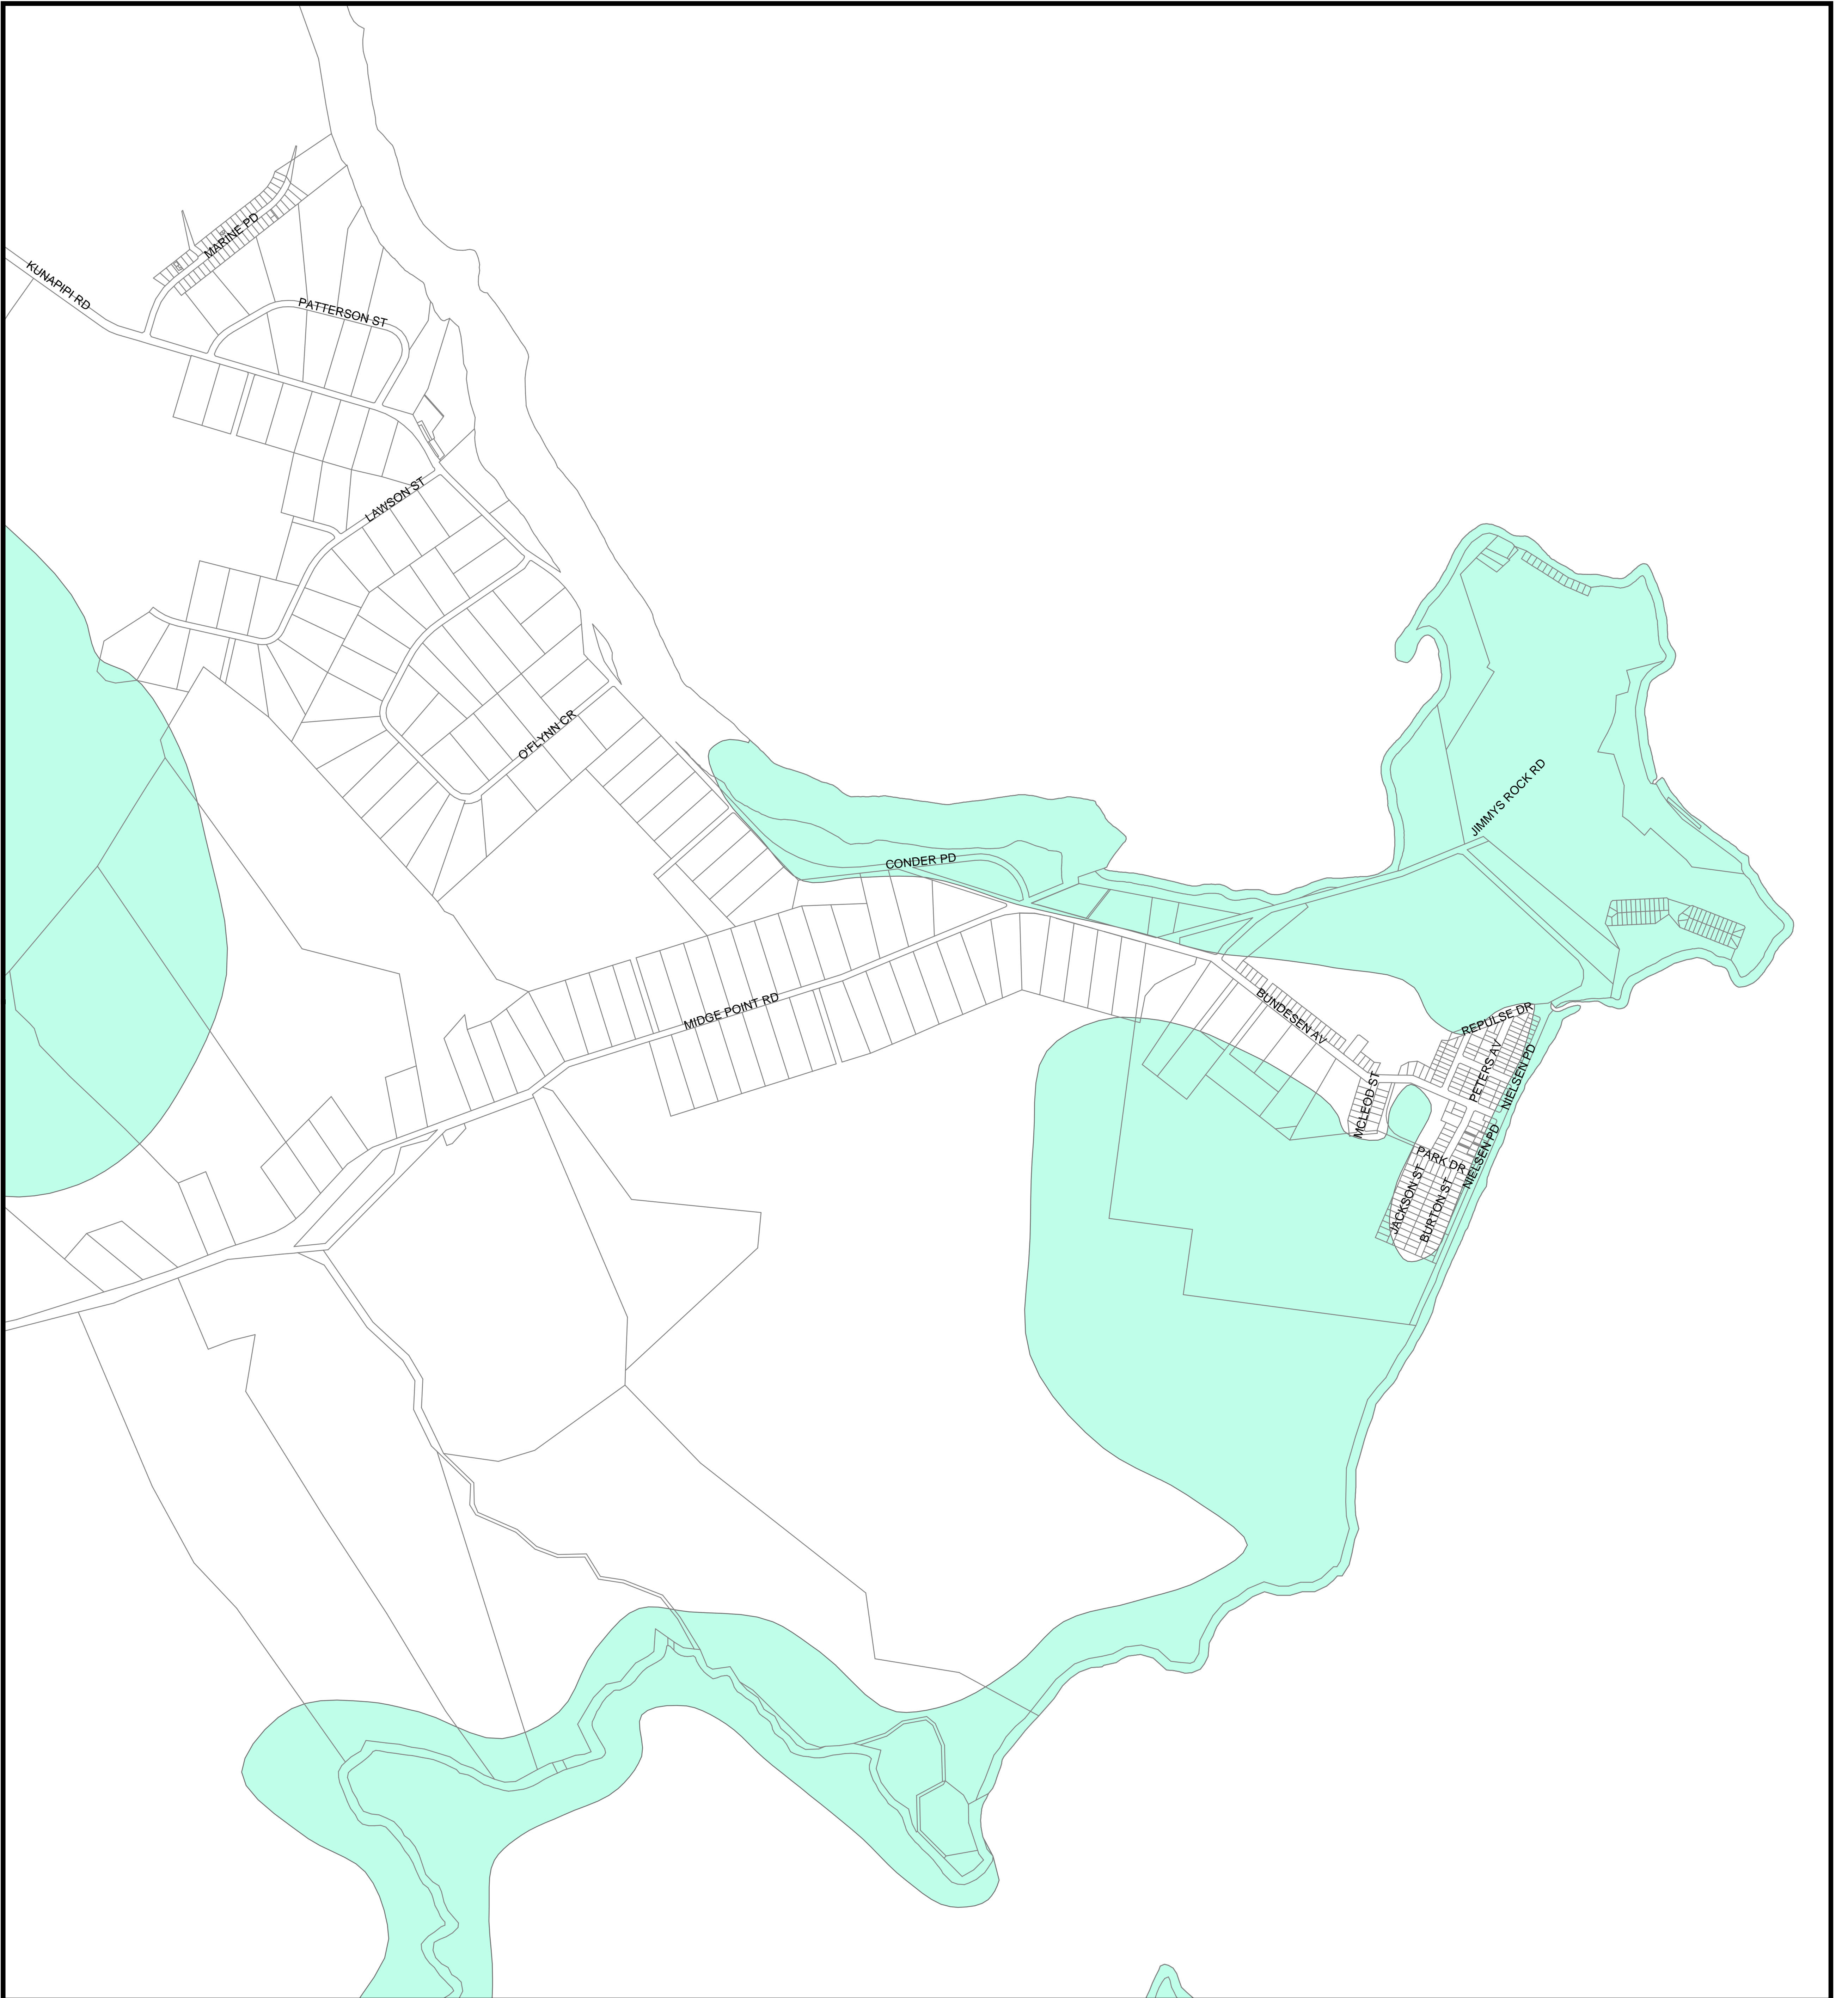 MARINE PD
KUNAPIPI RD
PATTERSON ST
LAWSON ST
O'FLYNN CR
JIMMYS ROCK RD
CONDER PD
MIDGE POINT RD
BUNDESEN AV
REPULSE DR
PETERS AV
NIELSEN PD
MCLEOD ST
NIELSEN PD
PARK DR
JACKSON ST
BURTON ST